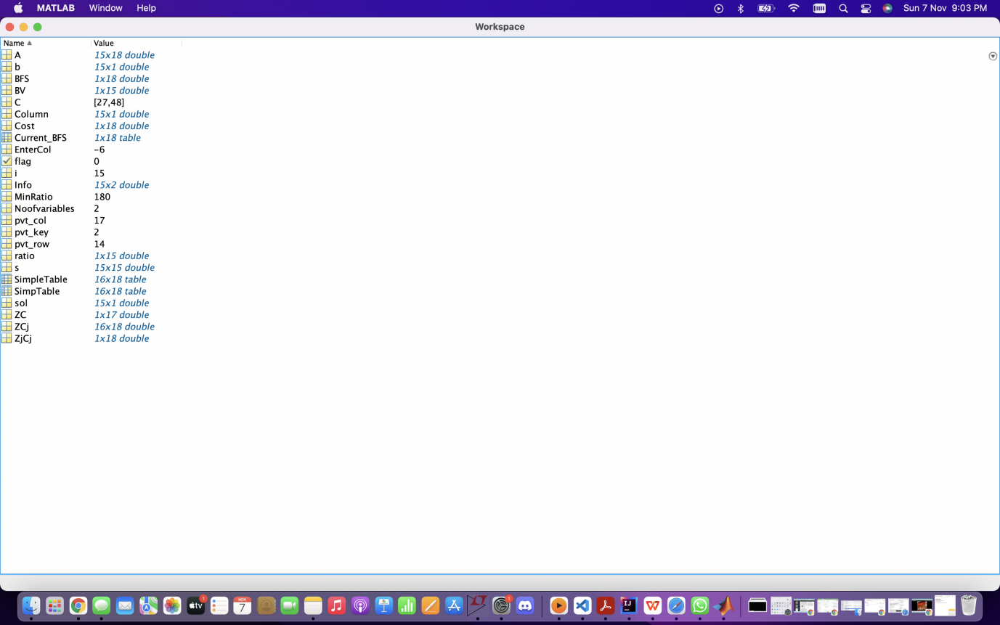 MATLAB Window Help Sun 7 Nov 9:03 PM
Workspace
Name Value
A 15x18 double
b 15x1 double
BFS 1x18 double
BV 1x15 double
C [27,48]
Column 15x1 double
Cost 1x18 double
Current_BFS 1x18 table
EnterCol -6
flag 0
i 15
Info 15x2 double
MinRatio 180
Noofvariables 2
pvt_col 17
pvt_key 2
pvt_row 14
ratio 1x15 double
s 15x15 double
SimpleTable 16x18 table
SimpTable 16x18 table
sol 15x1 double
ZC 1x17 double
ZCj 16x18 double
ZjCj 1x18 double
tv 1 NOV 7 1 IJ